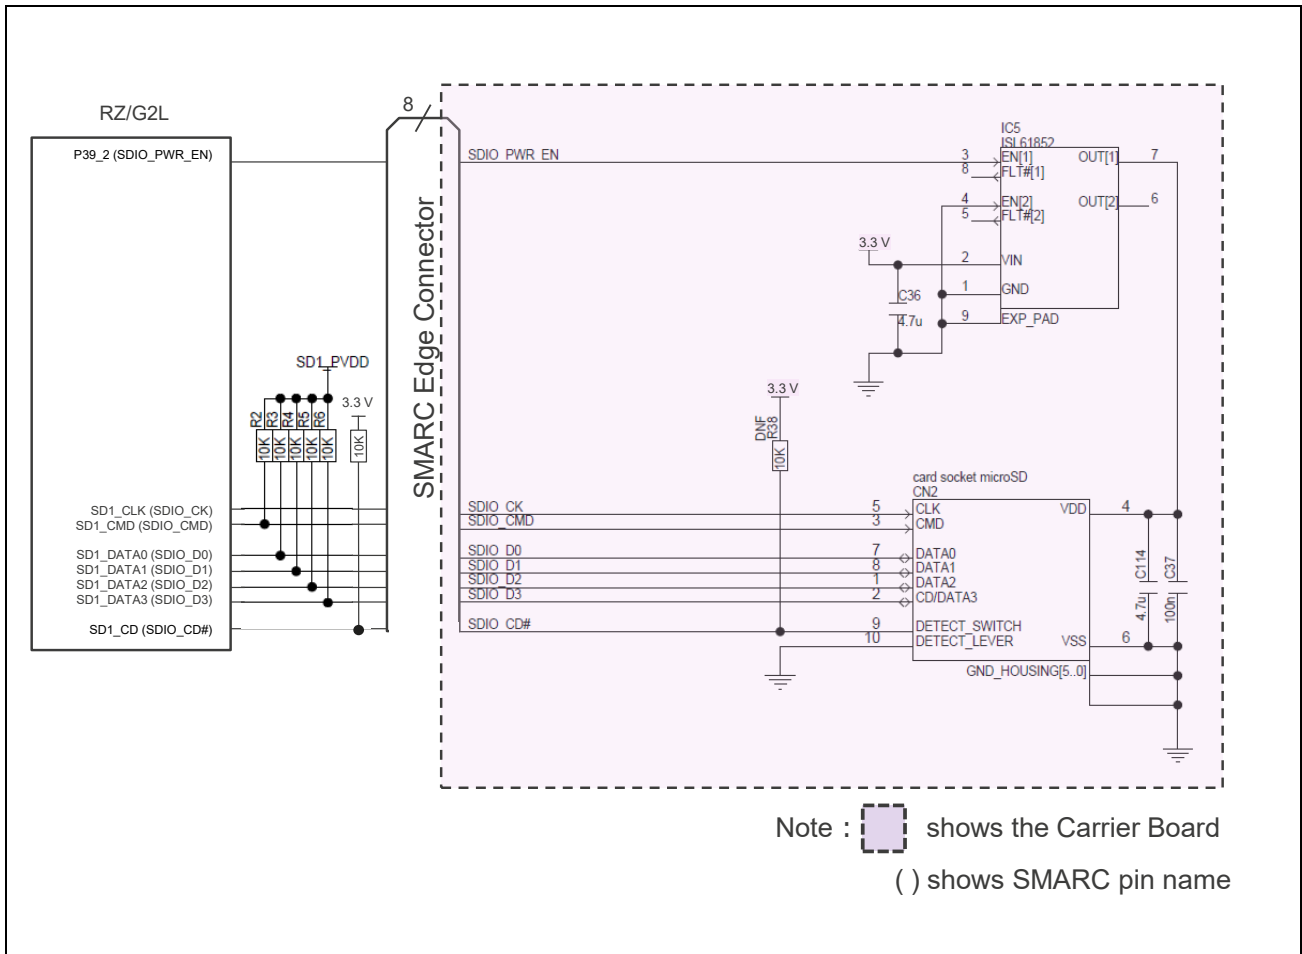 RZ/G2L
8
P39_2 (SDIO_PWR_EN)
SDIO_PWR_EN
IC5
ISL61852
3
EN[1]
OUT[1]
7
8
FLT#[1]
4
EN[2]
OUT[2]
6
5
FLT#[2]
3.3 V
2
VIN
1
GND
C36
4.7u
9
EXP_PAD
SMARC Edge Connector
SD1_PVDD
3.3 V
R2
R3
R4
R5
R6
10K
10K
10K
10K
10K
10K
3.3 V
DNF
R38
10K
card socket microSD
CN2
SD1_CLK (SDIO_CK)
SD1_CMD (SDIO_CMD)
SD1_DATA0 (SDIO_D0)
SD1_DATA1 (SDIO_D1)
SD1_DATA2 (SDIO_D2)
SD1_DATA3 (SDIO_D3)
SD1_CD (SDIO_CD#)
SDIO_CK
5
CLK
VDD
4
SDIO_CMD
3
CMD
SDIO_D0
7
DATA0
SDIO_D1
8
DATA1
SDIO_D2
1
DATA2
SDIO_D3
2
CD/DATA3
C114
4.7u
C37
100n
SDIO_CD#
9
DETECT_SWITCH
10
DETECT_LEVER
VSS
6
GND_HOUSING[5..0]
Note : shows the Carrier Board
( ) shows SMARC pin name